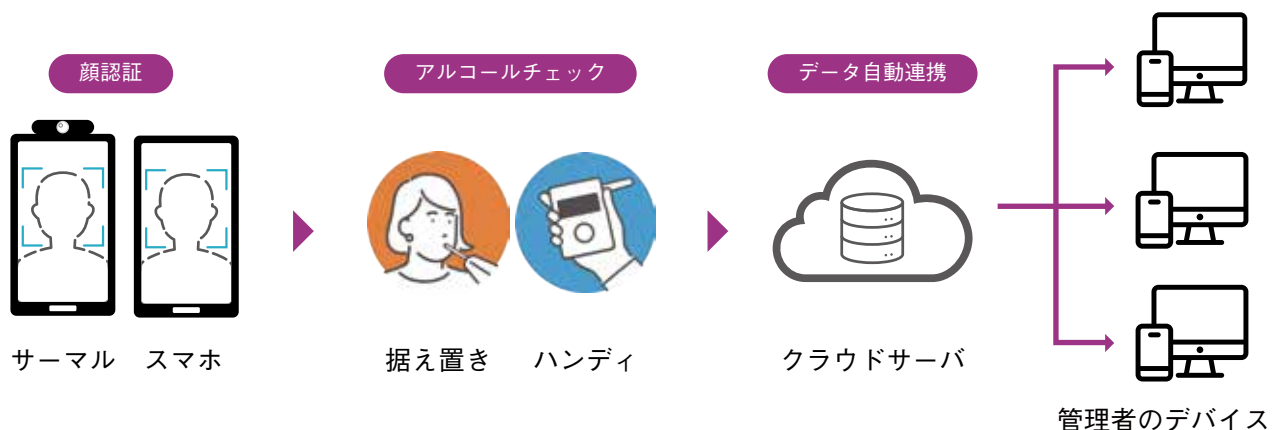 顔認証
アルコールチェック
データ自動連携
サーマル
スマホ
据え置き
ハンディ
クラウドサーバ
管理者のデバイス